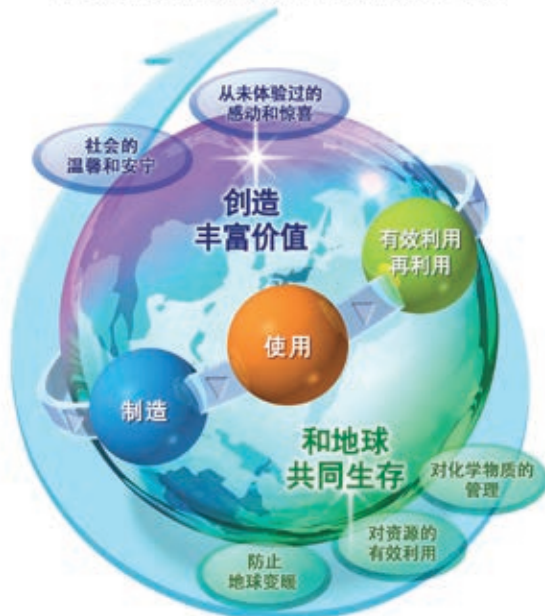 从未体验过的
感动和惊喜
社会的
温馨和安宁
创造
丰富价值
有效利用
再利用
使用
制造
和地球
共同生存
对化学物质的
管理
对资源的
有效利用
防止
地球变暖